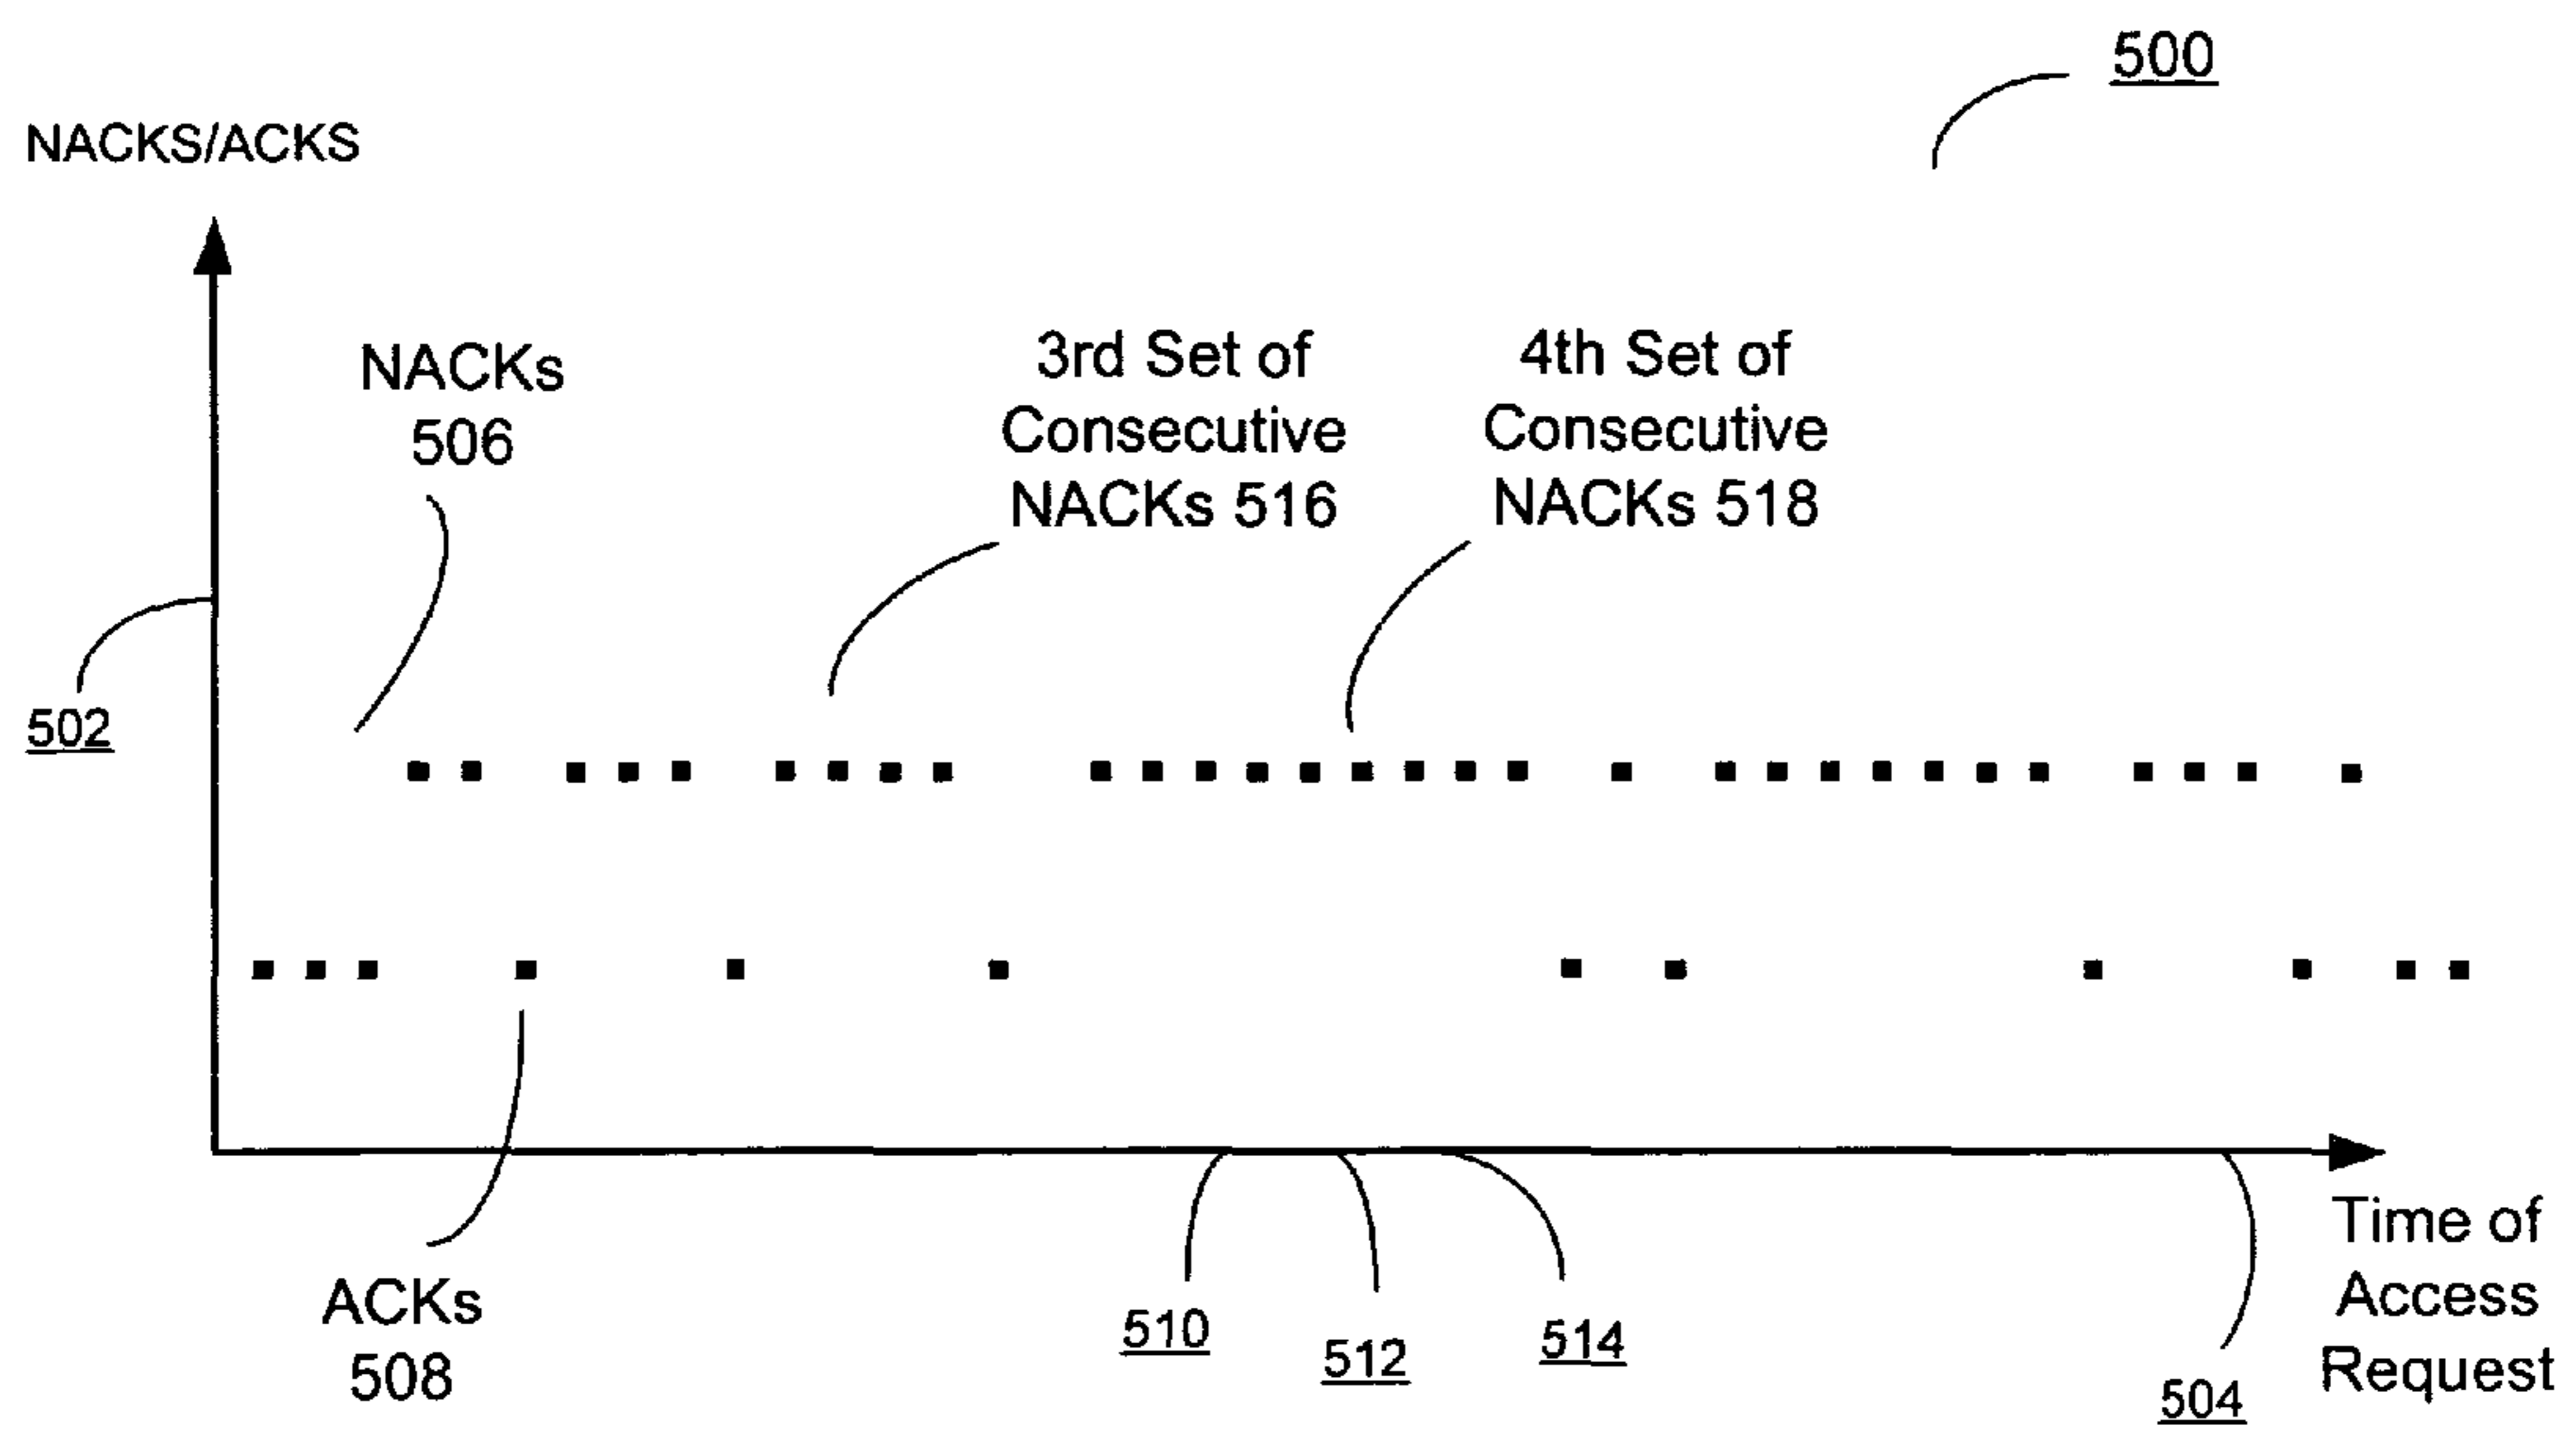 500
NACKS/ACKS
NACKs
506
3rd Set of
Consecutive
NACKs 516
4th Set of
Consecutive
NACKs 518
502
ACKs
508
510
512
514
504
Time of
Access
Request